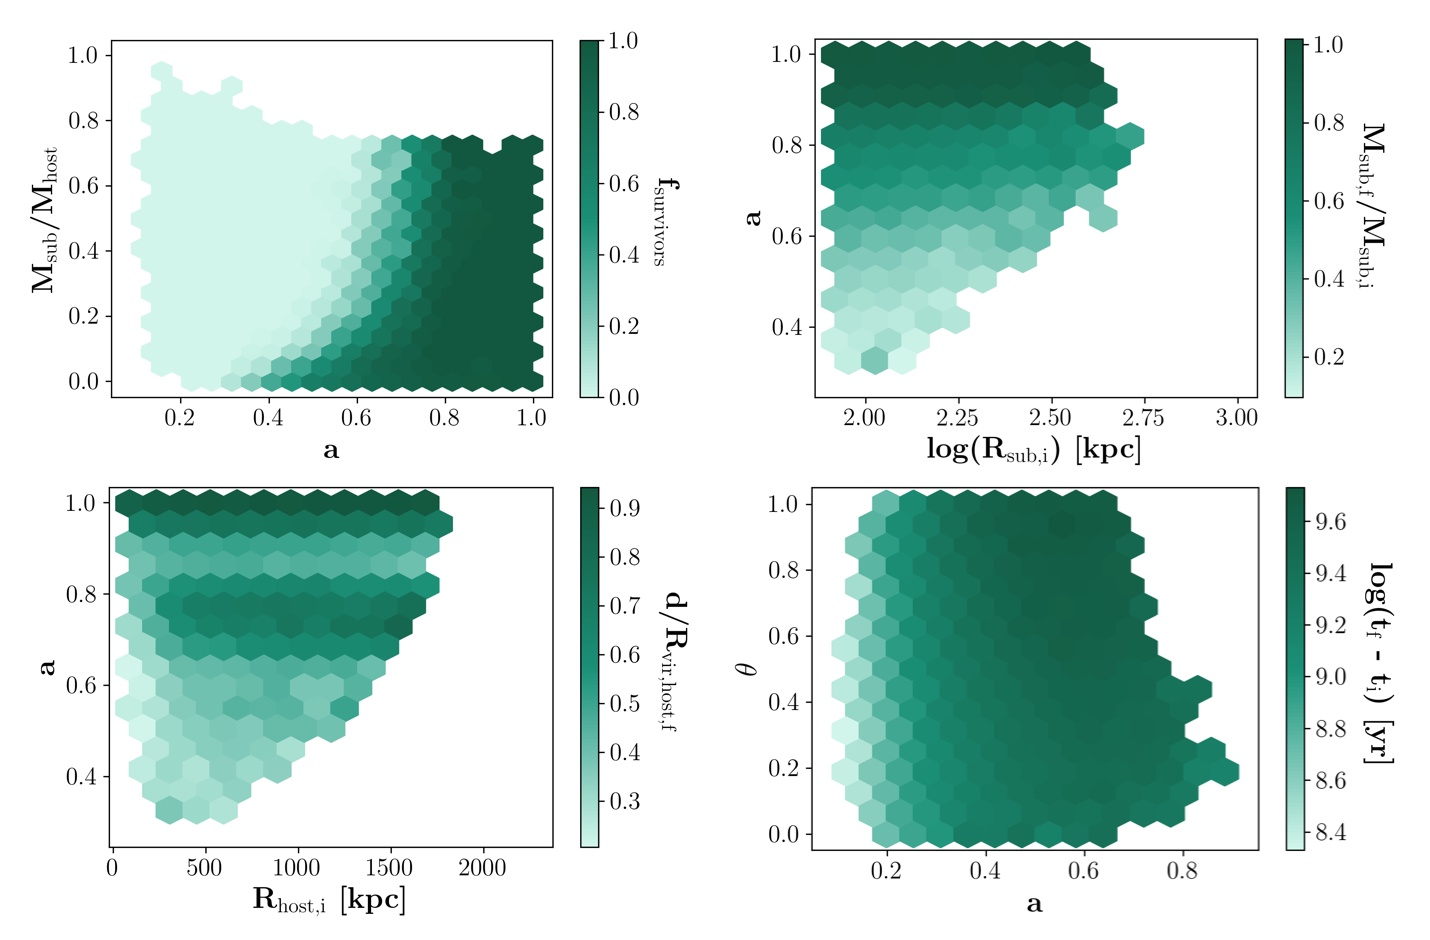 1.0
0.8
0.6
0.4
0.2
0.0
M_sub/M_host
0.2 0.4 0.6 0.8 1.0
a
1.0
0.8
0.6
0.4
0.2
0.0
f_survivors
1.0
0.8
0.6
0.4
a
2.00 2.25 2.50 2.75 3.00
log(R_sub,i) [kpc]
1.0
0.8
0.6
0.4
0.2
M_sub,f/M_sub,i
1.0
0.8
0.6
0.4
a
0 500 1000 1500 2000
R_host,i [kpc]
0.9
0.8
0.7
0.6
0.5
0.4
0.3
d/R_vir,host,f
1.0
0.8
0.6
0.4
0.2
0.0
θ
0.2 0.4 0.6 0.8
a
9.6
9.4
9.2
9.0
8.8
8.6
8.4
log(t_f - t_i) [yr]